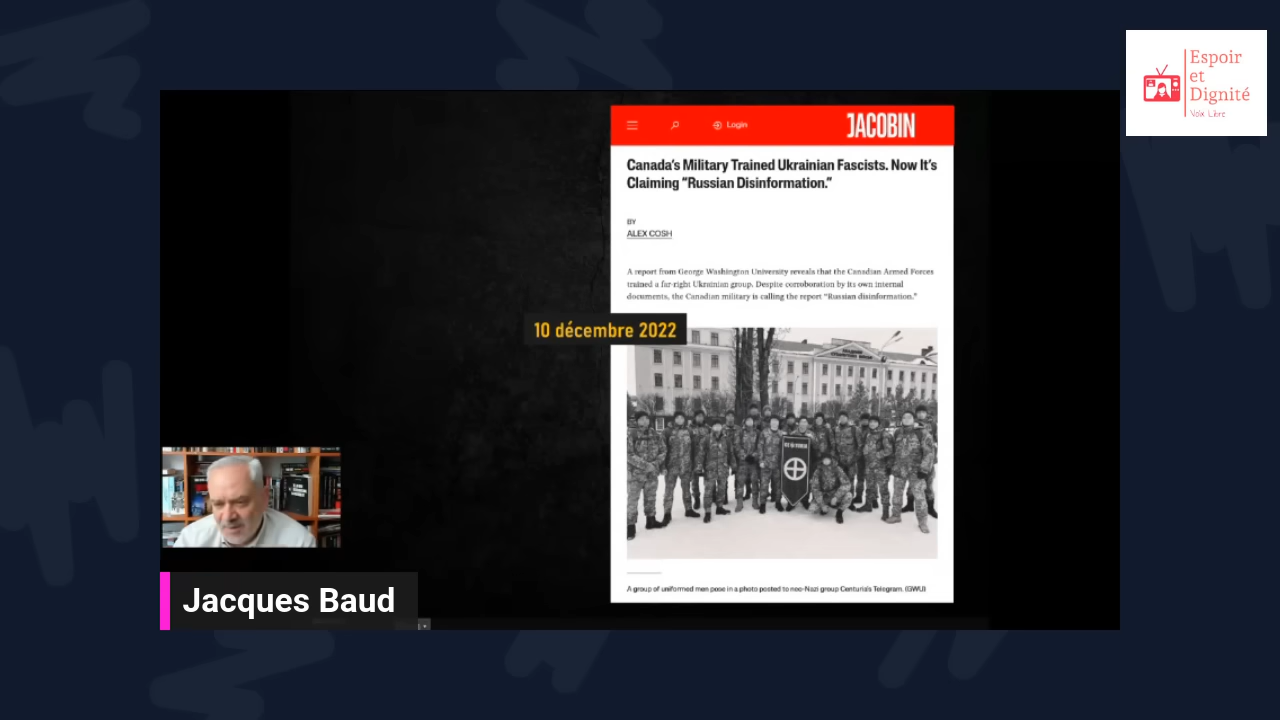 Espoir
et
Dignité
Voix Libre
Login
JACOBIN
Canada's Military Trained Ukrainian Fascists. Now It's
Claiming “Russian Disinformation.”
BY
ALEX COSH
A report from George Washington University reveals that the Canadian Armed Forces
trained a far-right Ukrainian group. Despite corroboration by its own internal
documents, the Canadian military is calling the report “Russian disinformation.”
10 décembre 2022
A group of uniformed men pose in a photo posted to neo-Nazi group Centuria's Telegram. (GWU)
Jacques Baud